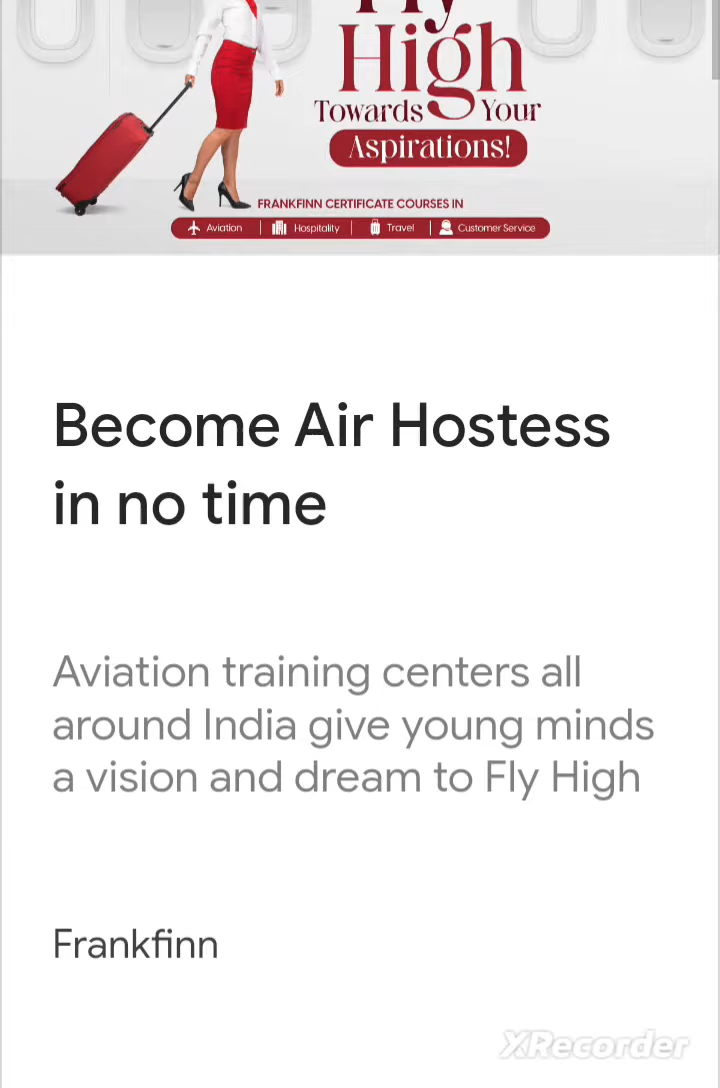 Fly
High
Towards Your
Aspirations!
FRANKFINN CERTIFICATE COURSES IN
Aviation | Hospitality | Travel | Customer Service
Become Air Hostess
in no time
Aviation training centers all
around India give young minds
a vision and dream to Fly High
Frankfinn
XRecorder